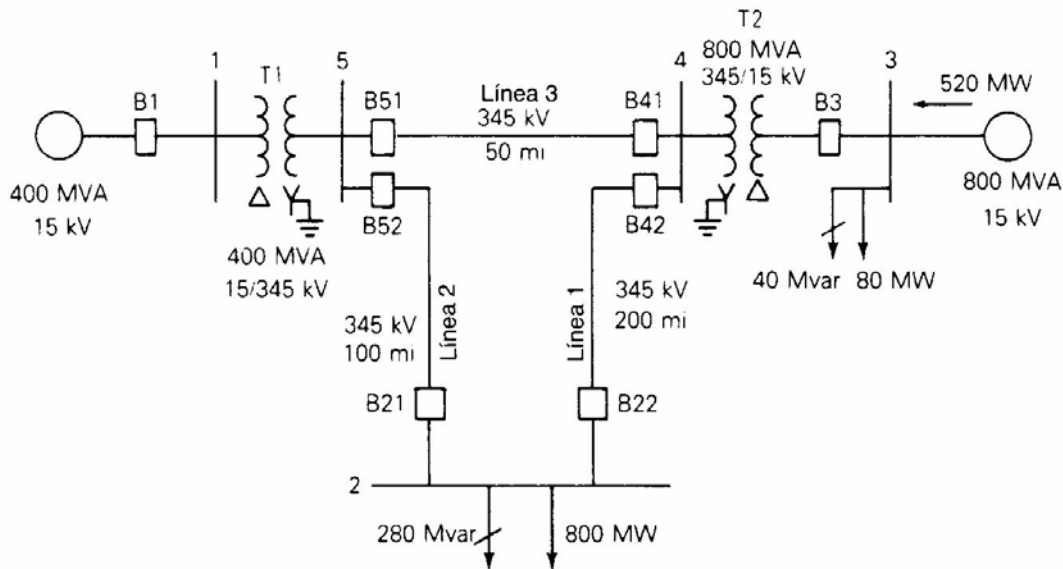 1
T1
5
4
T2
800 MVA
345/15 kV
3
B1
B51
Línea 3
345 kV
50 mi
B41
B3
520 MW
400 MVA
15 kV
B52
B42
800 MVA
15 kV
400 MVA
15/345 kV
40 Mvar
80 MW
345 kV
100 mi
Línea 2
Línea 1
345 kV
200 mi
B21
B22
2
280 Mvar
800 MW